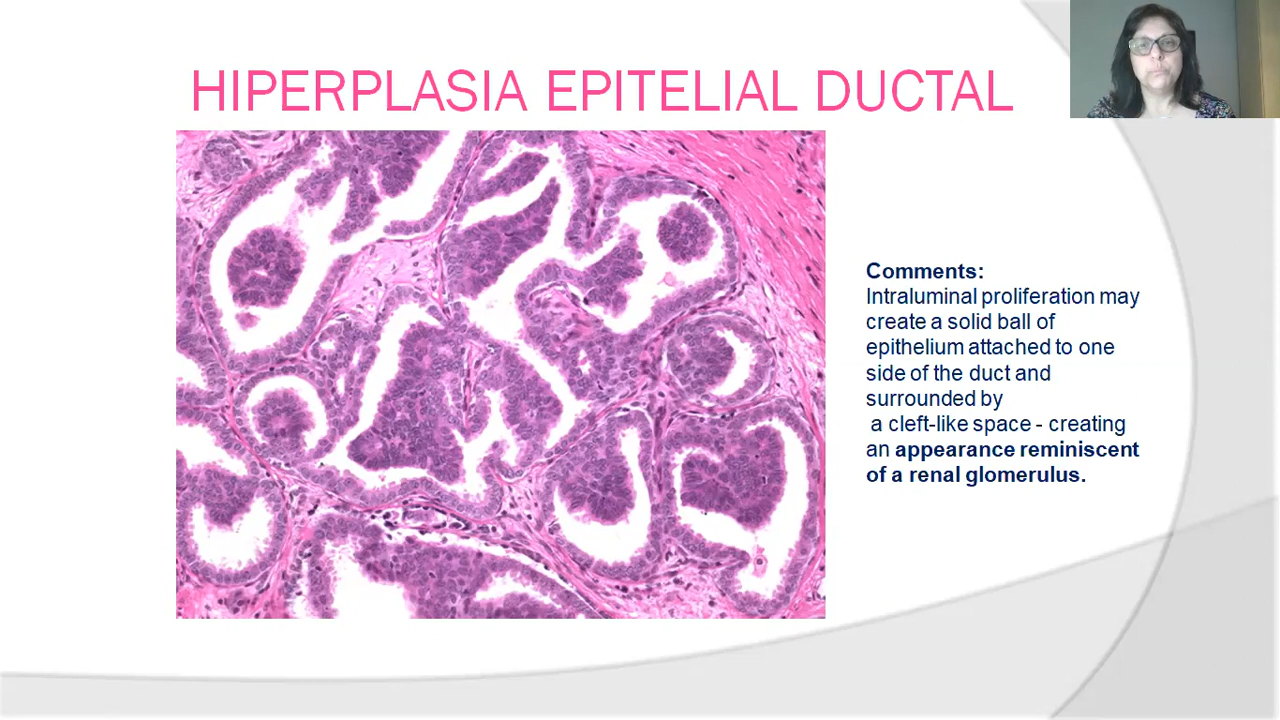 HIPERPLASIA EPITELIAL DUCTAL
Comments:
Intraluminal proliferation may
create a solid ball of
epithelium attached to one
side of the duct and
surrounded by
a cleft-like space - creating
an appearance reminiscent
of a renal glomerulus.